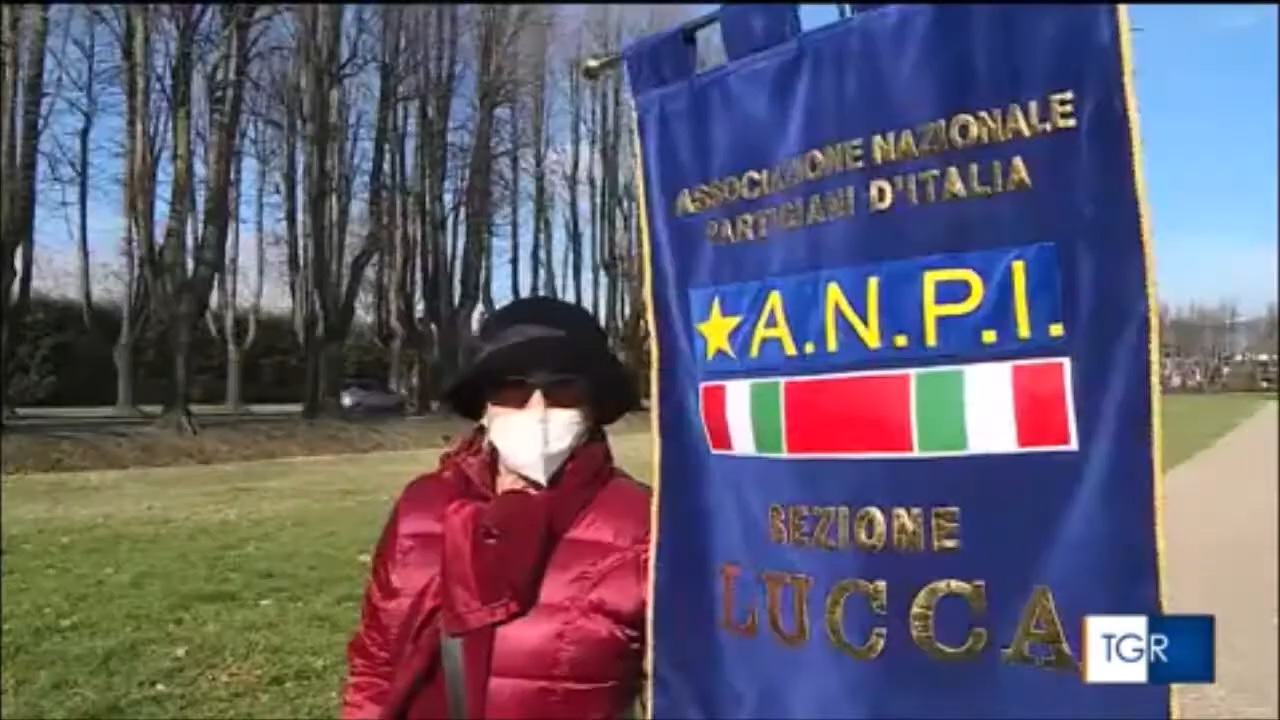 ASSOCIAZIONE NAZIONALE
PARTIGIANI D'ITALIA
A.N.P.I.
SEZIONE
LUCCA
TGR